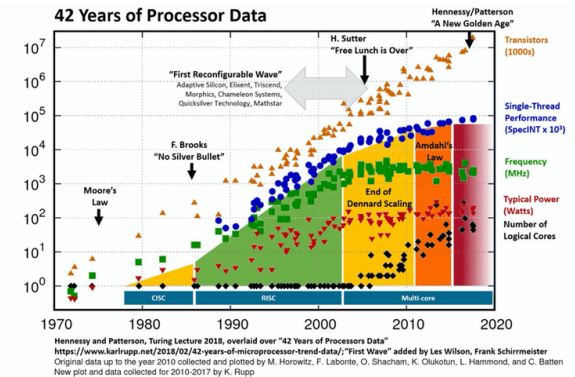 42 Years of Processor Data
Hennessy/Patterson
"A New Golden Age"
H. Sutter
"Free Lunch is Over"
"First Reconfigurable Wave"
Adaptive Silicon, Elixent, Triscend,
Morphics, Chameleon Systems,
Quicksilver Technology, Mathstar
F. Brooks
"No Silver Bullet"
Moore's
Law
Transistors
(1000s)
Single-Thread
Performance
(SpecINT x 10³)
Frequency
(MHz)
Typical Power
(Watts)
Number of
Logical Cores
Amdahl's
Law
End of
Dennard Scaling
10⁷
10⁶
10⁵
10⁴
10³
10²
10¹
10⁰
CISC
RISC
Multi-core
1970
1980
1990
2000
2010
2020
Hennessy and Patterson, Turing Lecture 2018, overlaid over "42 Years of Processors Data"
https://www.karlrupp.net/2018/02/42-years-of-microprocessor-trend-data/; "First Wave" added by Les Wilson, Frank Schirrmeister
Original data up to the year 2010 collected and plotted by M. Horowitz, F. Labonte, O. Shacham, K. Olukotun, L. Hammond, and C. Batten
New plot and data collected for 2010-2017 by K. Rupp